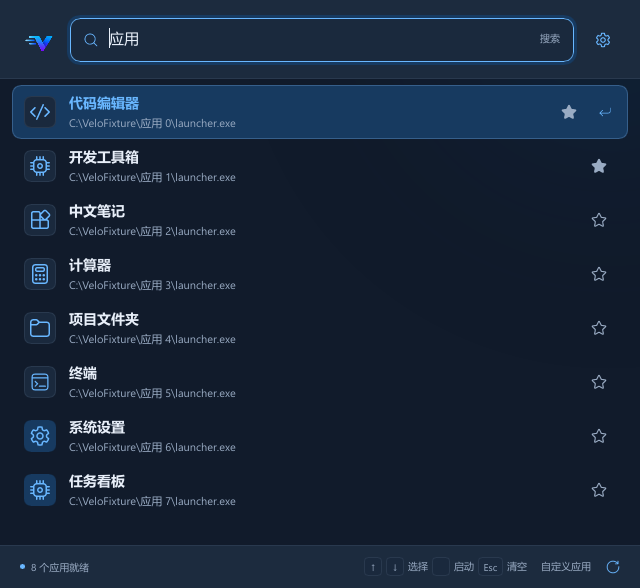 应用
搜索
代码编辑器
C:\VeloFixture\应用 0\launcher.exe
开发工具箱
C:\VeloFixture\应用 1\launcher.exe
中文笔记
C:\VeloFixture\应用 2\launcher.exe
计算器
C:\VeloFixture\应用 3\launcher.exe
项目文件夹
C:\VeloFixture\应用 4\launcher.exe
终端
C:\VeloFixture\应用 5\launcher.exe
系统设置
C:\VeloFixture\应用 6\launcher.exe
任务看板
C:\VeloFixture\应用 7\launcher.exe
8 个应用就绪
↑ ↓ 选择 启动 Esc 清空 自定义应用